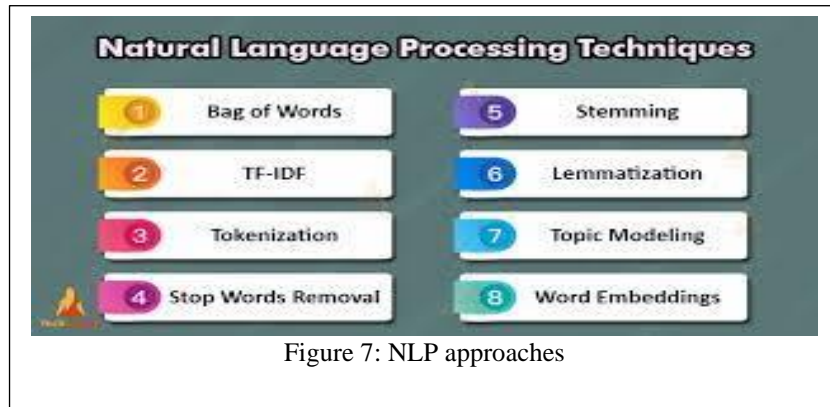 Natural Language Processing Techniques
1 Bag of Words
2 TF-IDF
3 Tokenization
4 Stop Words Removal
5 Stemming
6 Lemmatization
7 Topic Modeling
8 Word Embeddings
Figure 7: NLP approaches